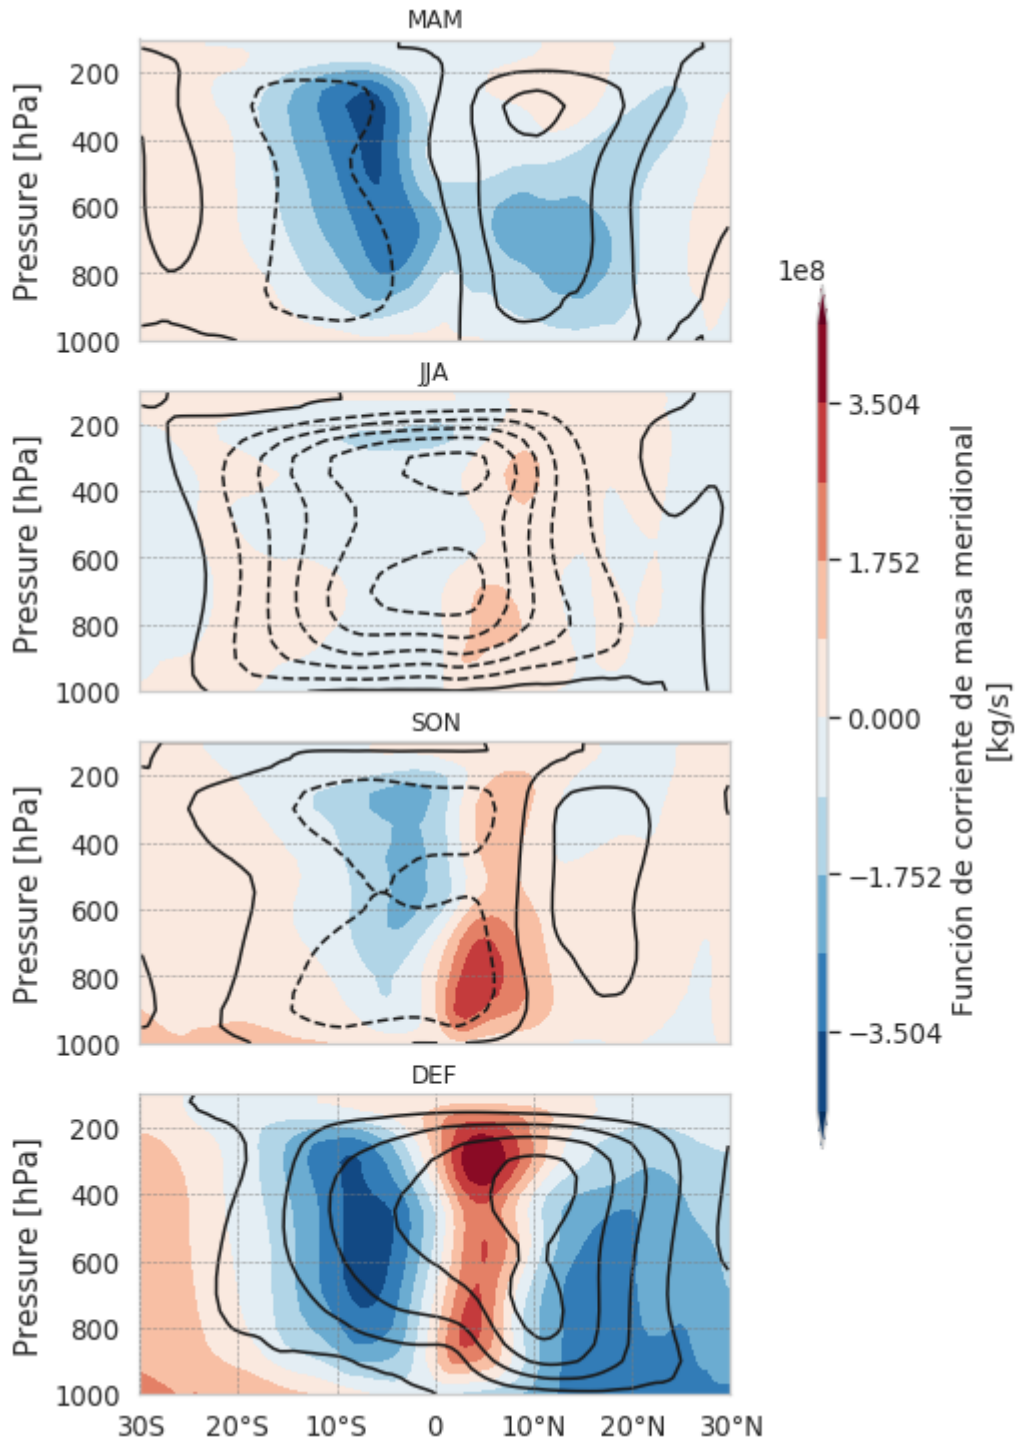 MAM
Pressure [hPa]
200
400
600
800
1000
JJA
Pressure [hPa]
200
400
600
800
1000
SON
Pressure [hPa]
200
400
600
800
1000
DEF
Pressure [hPa]
200
400
600
800
1000
30S 20°S 10°S 0 10°N 20°N 30°N
1e8
3.504
1.752
0.000
−1.752
−3.504
Función de corriente de masa meridional
[kg/s]